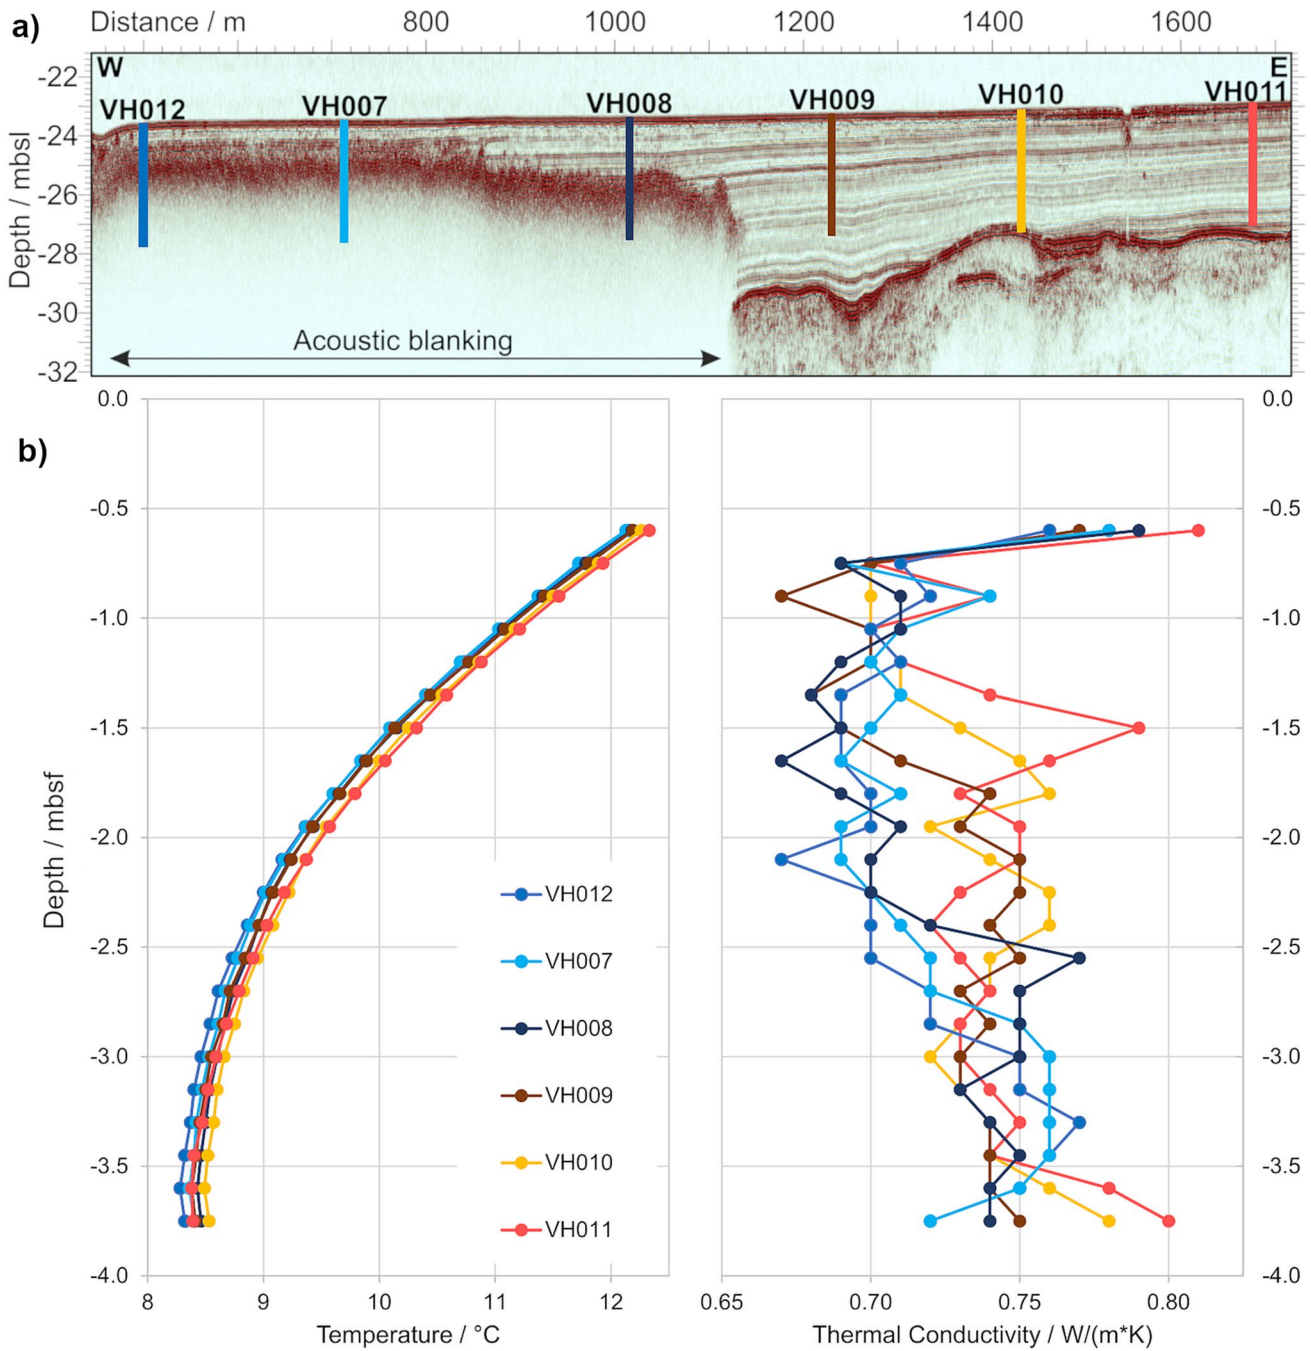 a)
Distance / m 800 1000 1200 1400 1600
W E
VH012 VH007 VH008 VH009 VH010 VH011
Depth / mbsl
-22
-24
-26
-28
-30
-32
Acoustic blanking
b)
0.0 0.0
-0.5 -0.5
-1.0 -1.0
-1.5 -1.5
-2.0 -2.0
-2.5 -2.5
-3.0 -3.0
-3.5 -3.5
-4.0 -4.0
Depth / mbsf
VH012
VH007
VH008
VH009
VH010
VH011
8 9 10 11 12 0.65 0.70 0.75 0.80
Temperature / °C Thermal Conductivity / W/(m*K)